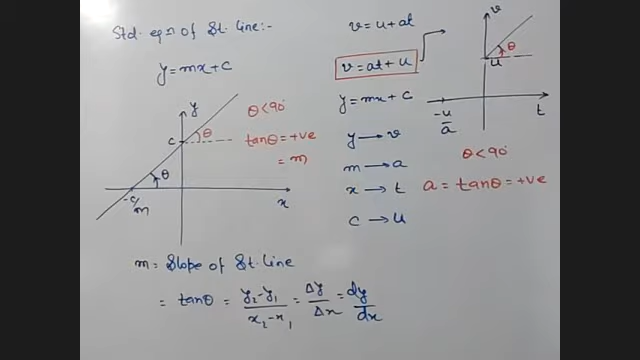 Std. eqn of St. line:-
y = mx + c
y
c
θ
θ < 90°
tanθ = +ve
= m
θ
-c/m
x
m = Slope of St. line
= tanθ = y₂-y₁/x₂-x₁ = Δy/Δx = dy/dx
v = u + at
v = at + u
y = mx + c
y → v
m → a
x → t
c → u
v
θ
u
-u/a
t
θ < 90°
a = tanθ = +ve